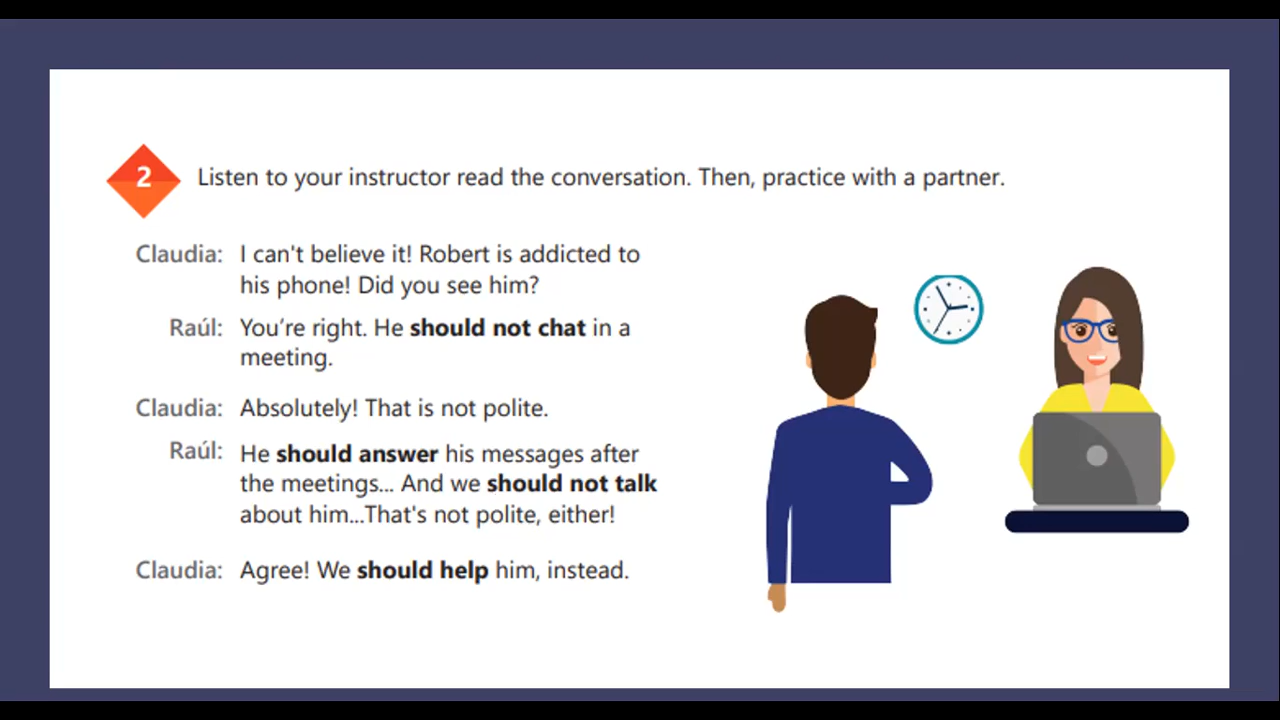 2
Listen to your instructor read the conversation. Then, practice with a partner.
Claudia: I can't believe it! Robert is addicted to
his phone! Did you see him?
Raúl: You’re right. He should not chat in a
meeting.
Claudia: Absolutely! That is not polite.
Raúl: He should answer his messages after
the meetings... And we should not talk
about him...That's not polite, either!
Claudia: Agree! We should help him, instead.